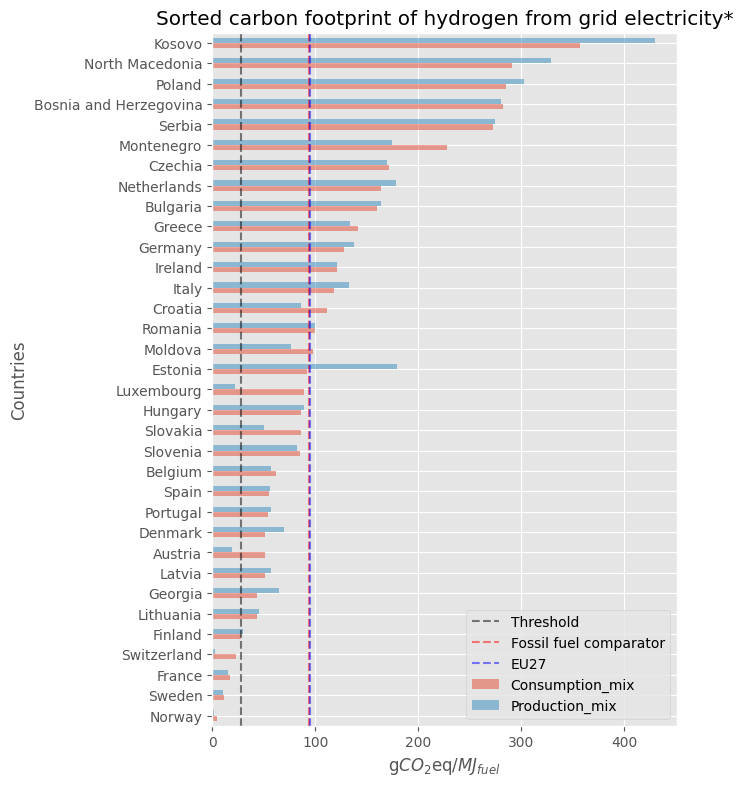 Sorted carbon footprint of hydrogen from grid electricity*
Countries
Kosovo
North Macedonia
Poland
Bosnia and Herzegovina
Serbia
Montenegro
Czechia
Netherlands
Bulgaria
Greece
Germany
Ireland
Italy
Croatia
Romania
Moldova
Estonia
Luxembourg
Hungary
Slovakia
Slovenia
Belgium
Spain
Portugal
Denmark
Austria
Latvia
Georgia
Lithuania
Finland
Switzerland
France
Sweden
Norway
Threshold
Fossil fuel comparator
EU27
Consumption_mix
Production_mix
0 100 200 300 400
gCO₂eq/MJ_fuel